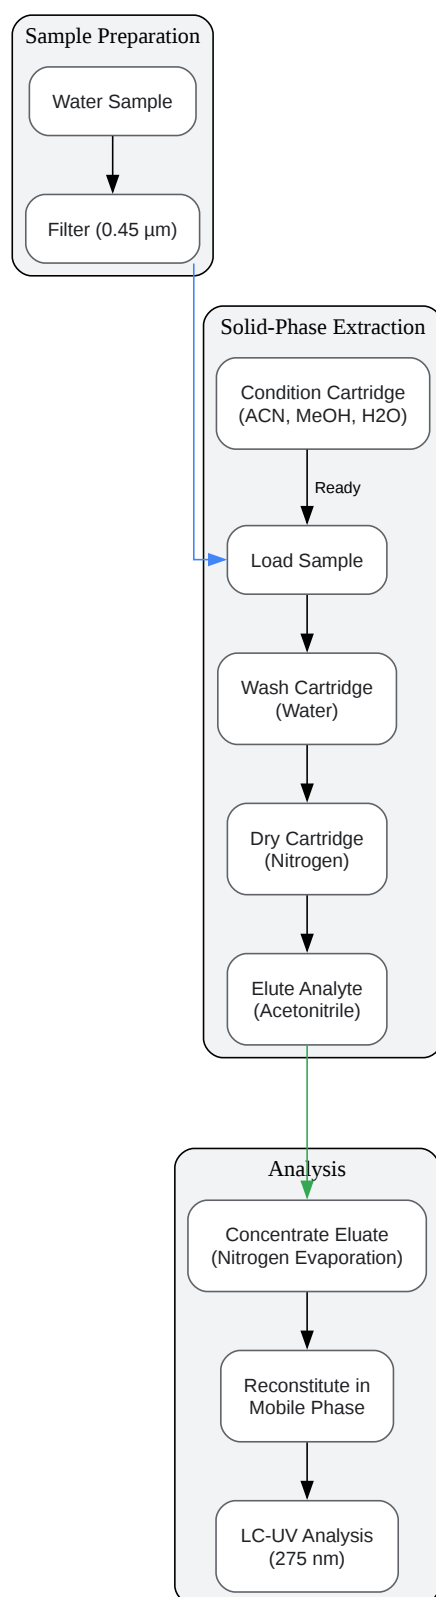 Sample Preparation
Water Sample
Filter (0.45 µm)
Solid-Phase Extraction
Condition Cartridge
(ACN, MeOH, H2O)
Ready
Load Sample
Wash Cartridge
(Water)
Dry Cartridge
(Nitrogen)
Elute Analyte
(Acetonitrile)
Analysis
Concentrate Eluate
(Nitrogen Evaporation)
Reconstitute in
Mobile Phase
LC-UV Analysis
(275 nm)